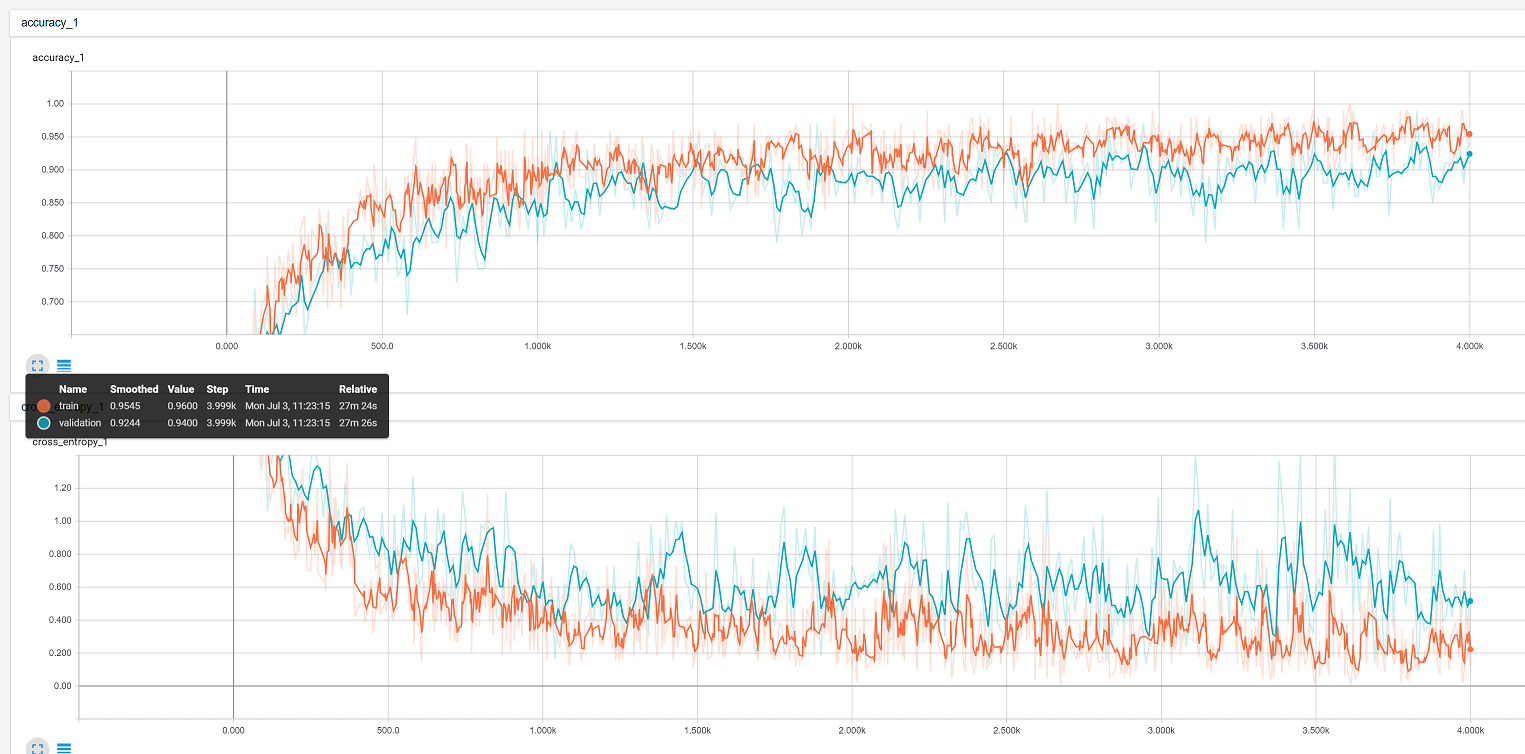 accuracy_1
accuracy_1
1.00
0.950
0.900
0.850
0.800
0.750
0.700
0.000 500.0 1.000k 1.500k 2.000k 2.500k 3.000k 3.500k 4.000k
Name Smoothed Value Step Time Relative
train 0.9545 0.9600 3.999k Mon Jul 3, 11:23:15 27m 24s
validation 0.9244 0.9400 3.999k Mon Jul 3, 11:23:15 27m 26s
cross_entropy_1
cross_entropy_1
1.20
1.00
0.800
0.600
0.400
0.200
0.00
0.000 500.0 1.000k 1.500k 2.000k 2.500k 3.000k 3.500k 4.000k